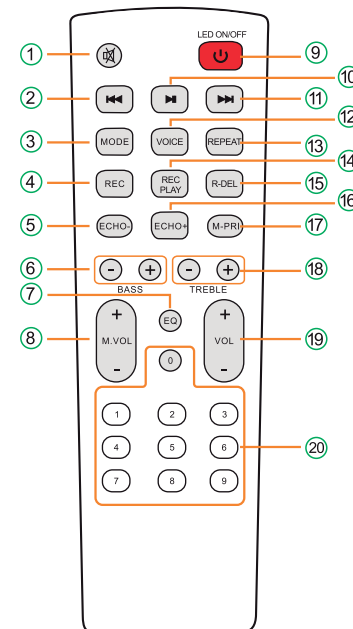 LED ON/OFF
1
9
10
2
11
12
3
MODE
VOICE
REPEAT
13
14
4
REC
REC PLAY
R-DEL
15
16
5
ECHO-
ECHO+
M-PRI
17
6
- +
- +
18
BASS
TREBLE
7
EQ
8
+
M.VOL
-
+
VOL
-
19
0
1 2 3
4 5 6
20
7 8 9